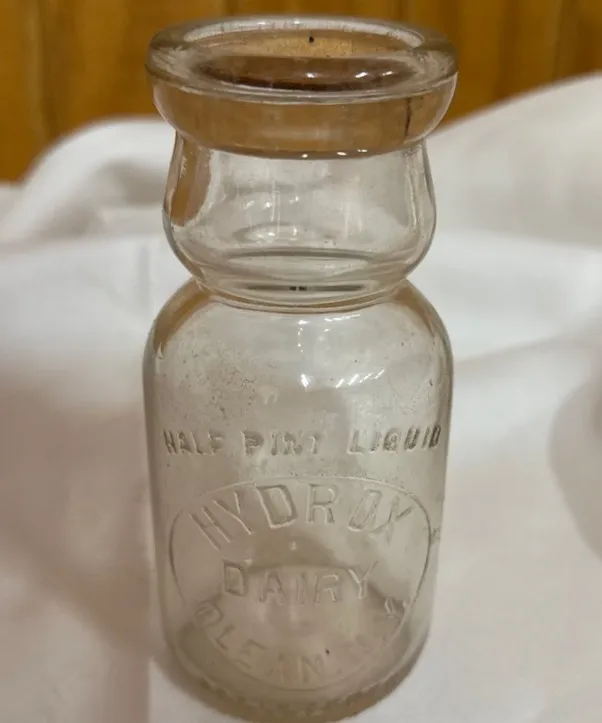 HALF PINT LIQUID
HYDROX
DAIRY
OLEAN. N.Y.